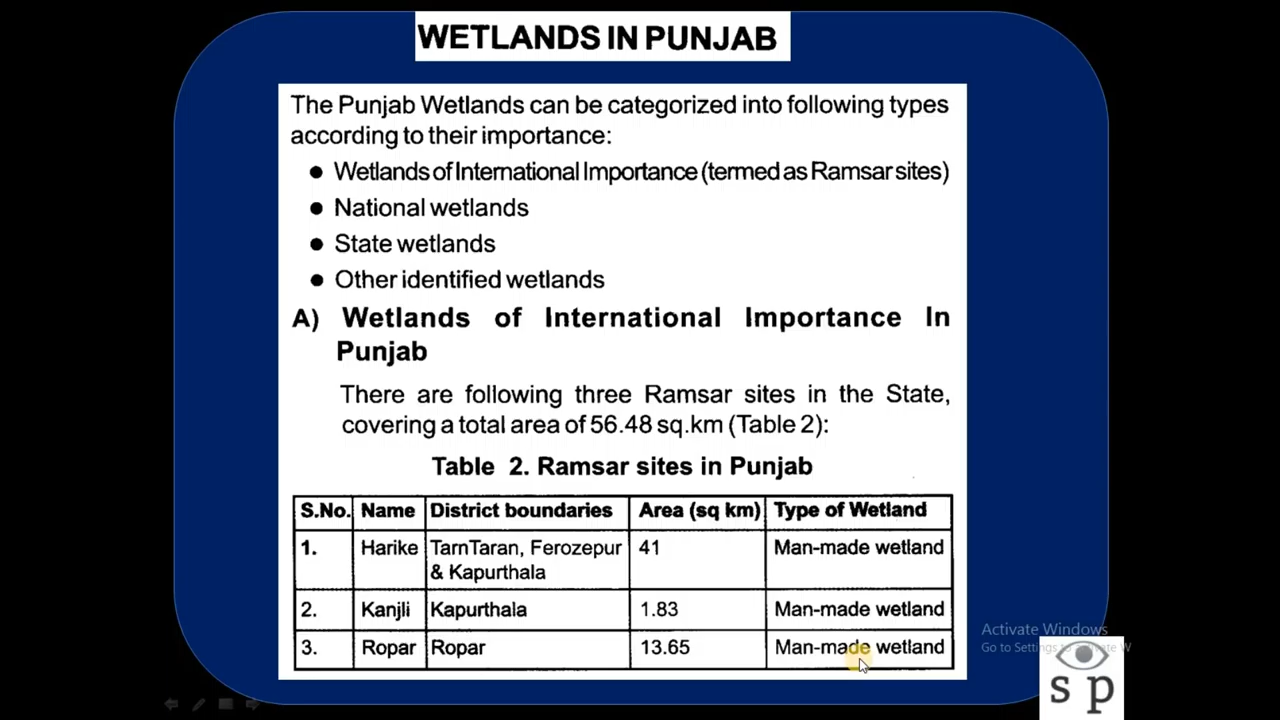 WETLANDS IN PUNJAB
The Punjab Wetlands can be categorized into following types
according to their importance:
● Wetlands of International Importance (termed as Ramsar sites)
● National wetlands
● State wetlands
● Other identified wetlands
A) Wetlands of International Importance In
Punjab
There are following three Ramsar sites in the State,
covering a total area of 56.48 sq.km (Table 2):
Table 2. Ramsar sites in Punjab
S.No. Name District boundaries Area (sq km) Type of Wetland
1. Harike TarnTaran, Ferozepur 41 Man-made wetland
& Kapurthala
2. Kanjli Kapurthala 1.83 Man-made wetland
3. Ropar Ropar 13.65 Man-made wetland
Activate Windows
Go to Settings W
s p